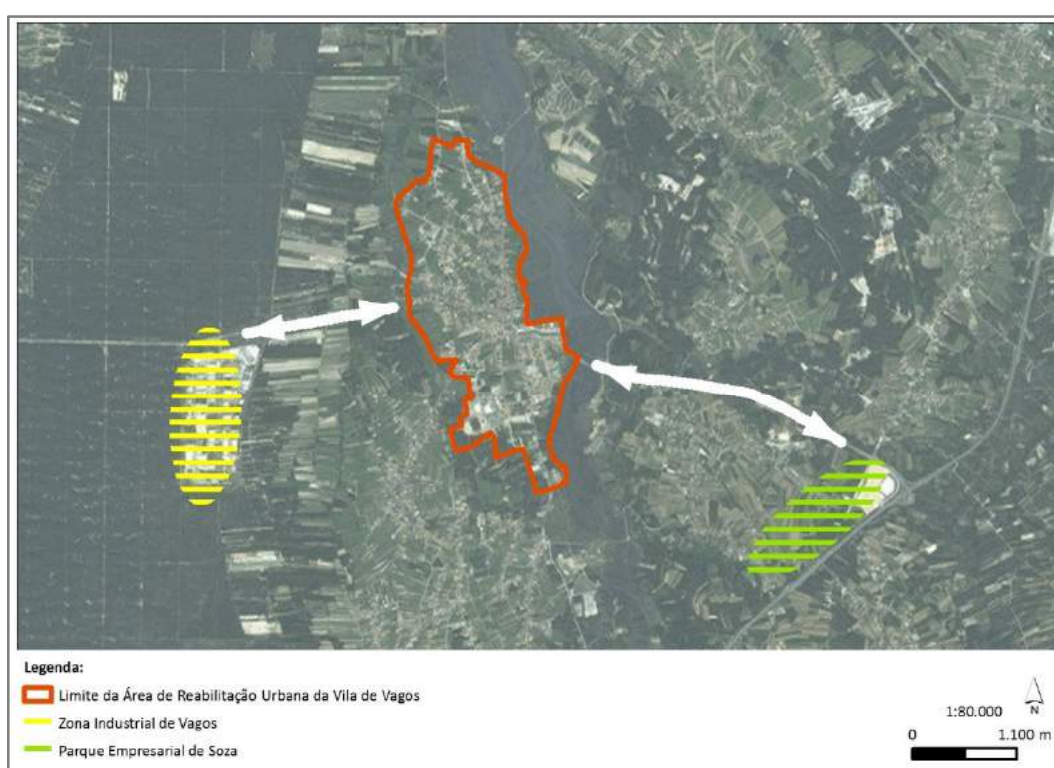 Legenda:
Limite da Área de Reabilitação Urbana da Vila de Vagos
Zona Industrial de Vagos
Parque Empresarial de Soza
1:80.000
N
0 1.100 m